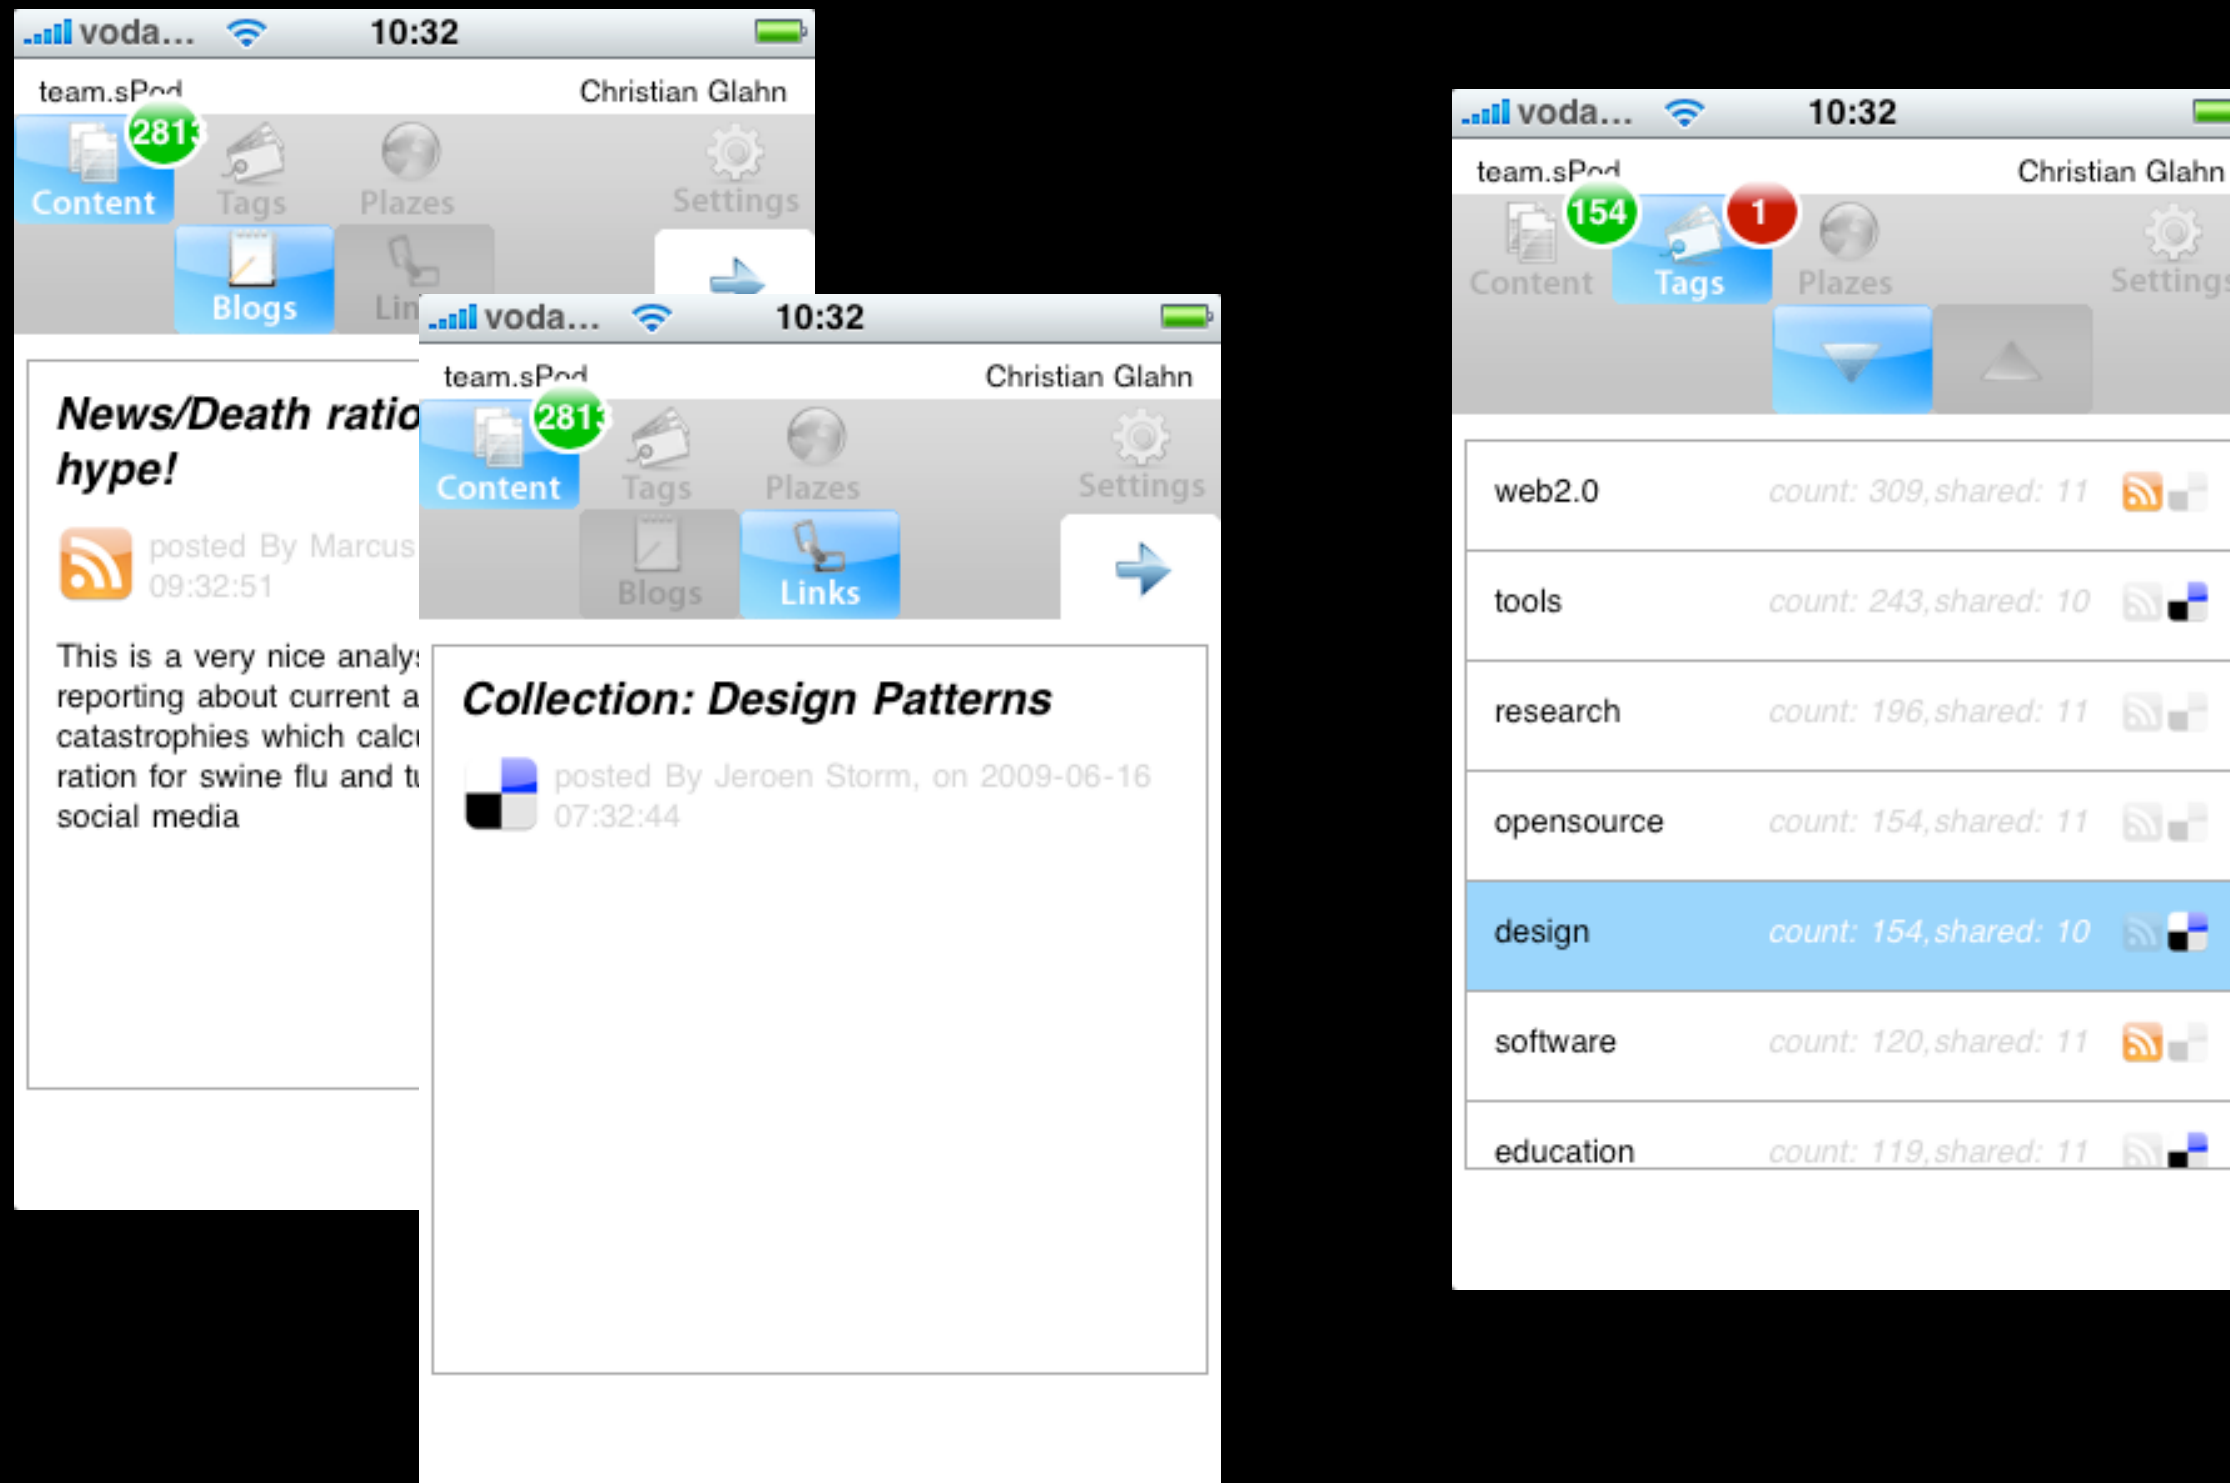 voda... 10:32
team.sPod Christian Glahn
2813
Content Tags Plazes Settings
Blogs
News/Death ratio
hype!
posted By Marcus
09:32:51
This is a very nice
reporting about current
catastrophies which
ration for swine flu and
social media
voda... 10:32
team.sPod Christian Glahn
2813
Content Tags Plazes Settings
Blogs Links
Collection: Design Patterns
posted By Jeroen Storm, on 2009-06-16
07:32:44
voda... 10:32
team.sPod Christian Glahn
154 1
Content Tags Plazes Settings
web2.0 count: 309, shared: 11
tools count: 243, shared: 10
research count: 196, shared: 11
opensource count: 154, shared: 11
design count: 154, shared: 10
software count: 120, shared: 11
education count: 119, shared: 11